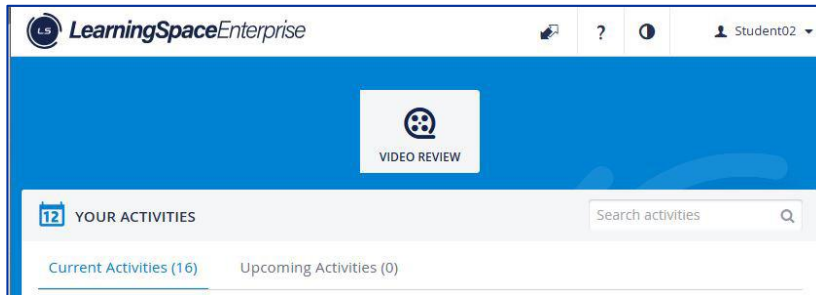 LS LearningSpaceEnterprise ? Student02
VIDEO REVIEW
12 YOUR ACTIVITIES Search activities
Current Activities (16) Upcoming Activities (0)